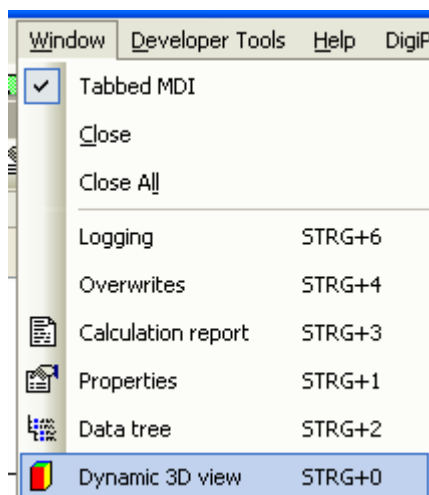 Window Developer Tools Help DigiP
Tabbed MDI
Close
Close All
Logging STRG+6
Overwrites STRG+4
Calculation report STRG+3
Properties STRG+1
Data tree STRG+2
Dynamic 3D view STRG+0